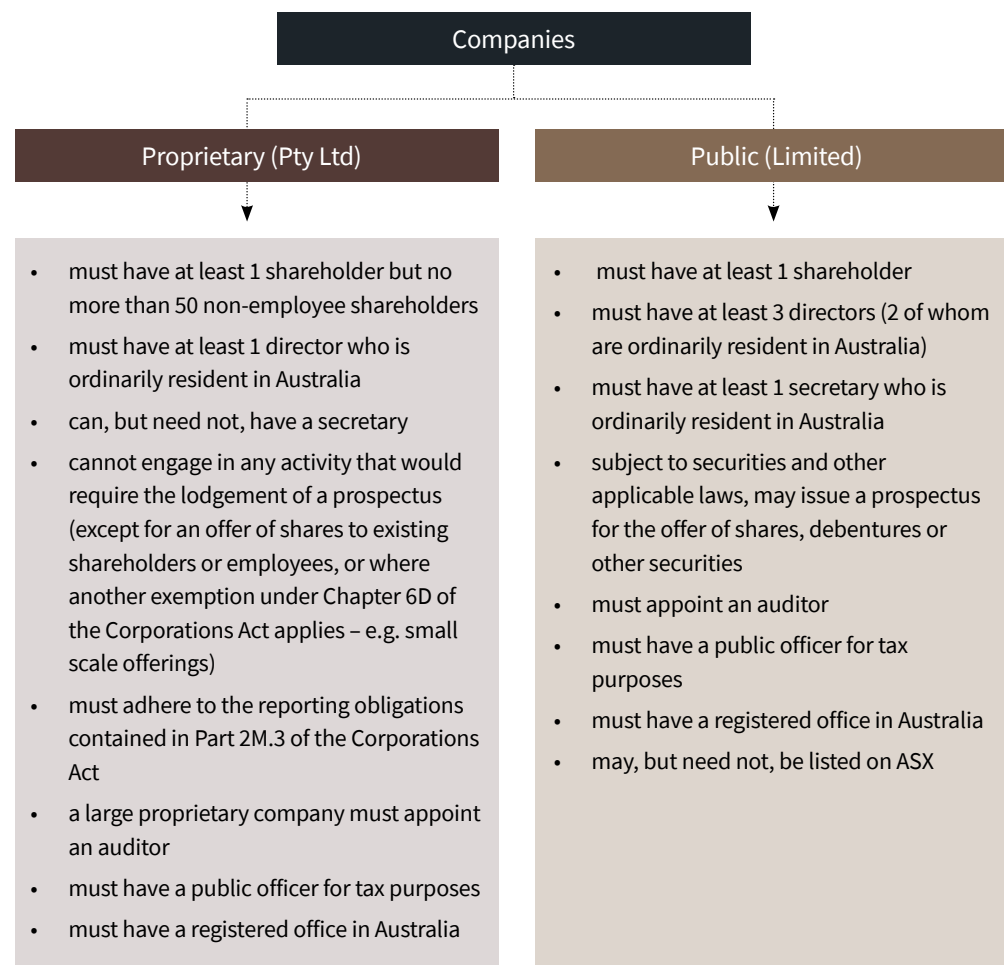 Companies
Proprietary (Pty Ltd)
Public (Limited)
• must have at least 1 shareholder but no
more than 50 non-employee shareholders
• must have at least 1 director who is
ordinarily resident in Australia
• can, but need not, have a secretary
• cannot engage in any activity that would
require the lodgement of a prospectus
(except for an offer of shares to existing
shareholders or employees, or where
another exemption under Chapter 6D of
the Corporations Act applies – e.g. small
scale offerings)
• must adhere to the reporting obligations
contained in Part 2M.3 of the Corporations
Act
• a large proprietary company must appoint
an auditor
• must have a public officer for tax purposes
• must have a registered office in Australia
• must have at least 1 shareholder
• must have at least 3 directors (2 of whom
are ordinarily resident in Australia)
• must have at least 1 secretary who is
ordinarily resident in Australia
• subject to securities and other
applicable laws, may issue a prospectus
for the offer of shares, debentures or
other securities
• must appoint an auditor
• must have a public officer for tax
purposes
• must have a registered office in Australia
• may, but need not, be listed on ASX